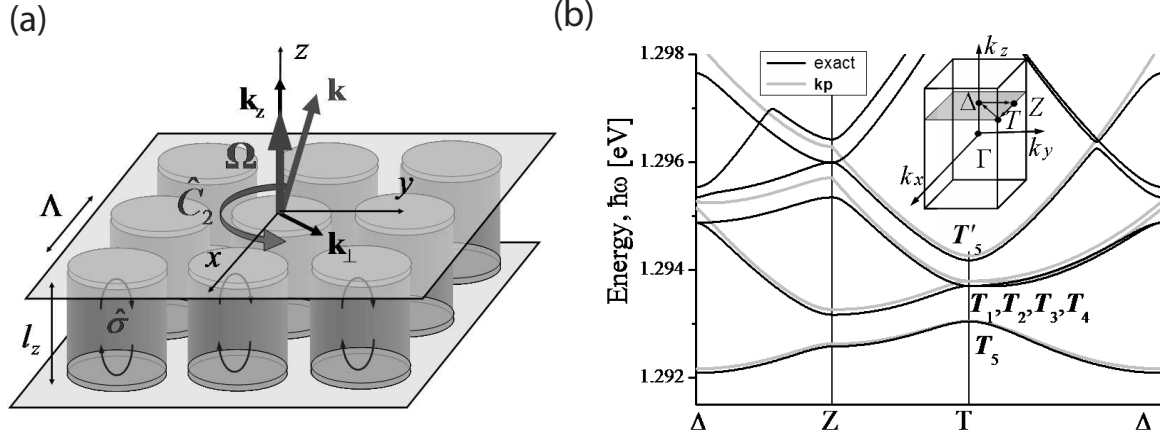 (a)
z
k_z
k
Ω
Λ
Ĉ_2
y
k_⊥
x
l_z
σ̂
(b)
Energy, ħω [eV]
1.298
1.296
1.294
1.292
exact
kp
k_z
Δ
Z
T
Γ
k_y
k_x
T'_5
T_1,T_2,T_3,T_4
T_5
Δ
Z
T
Δ